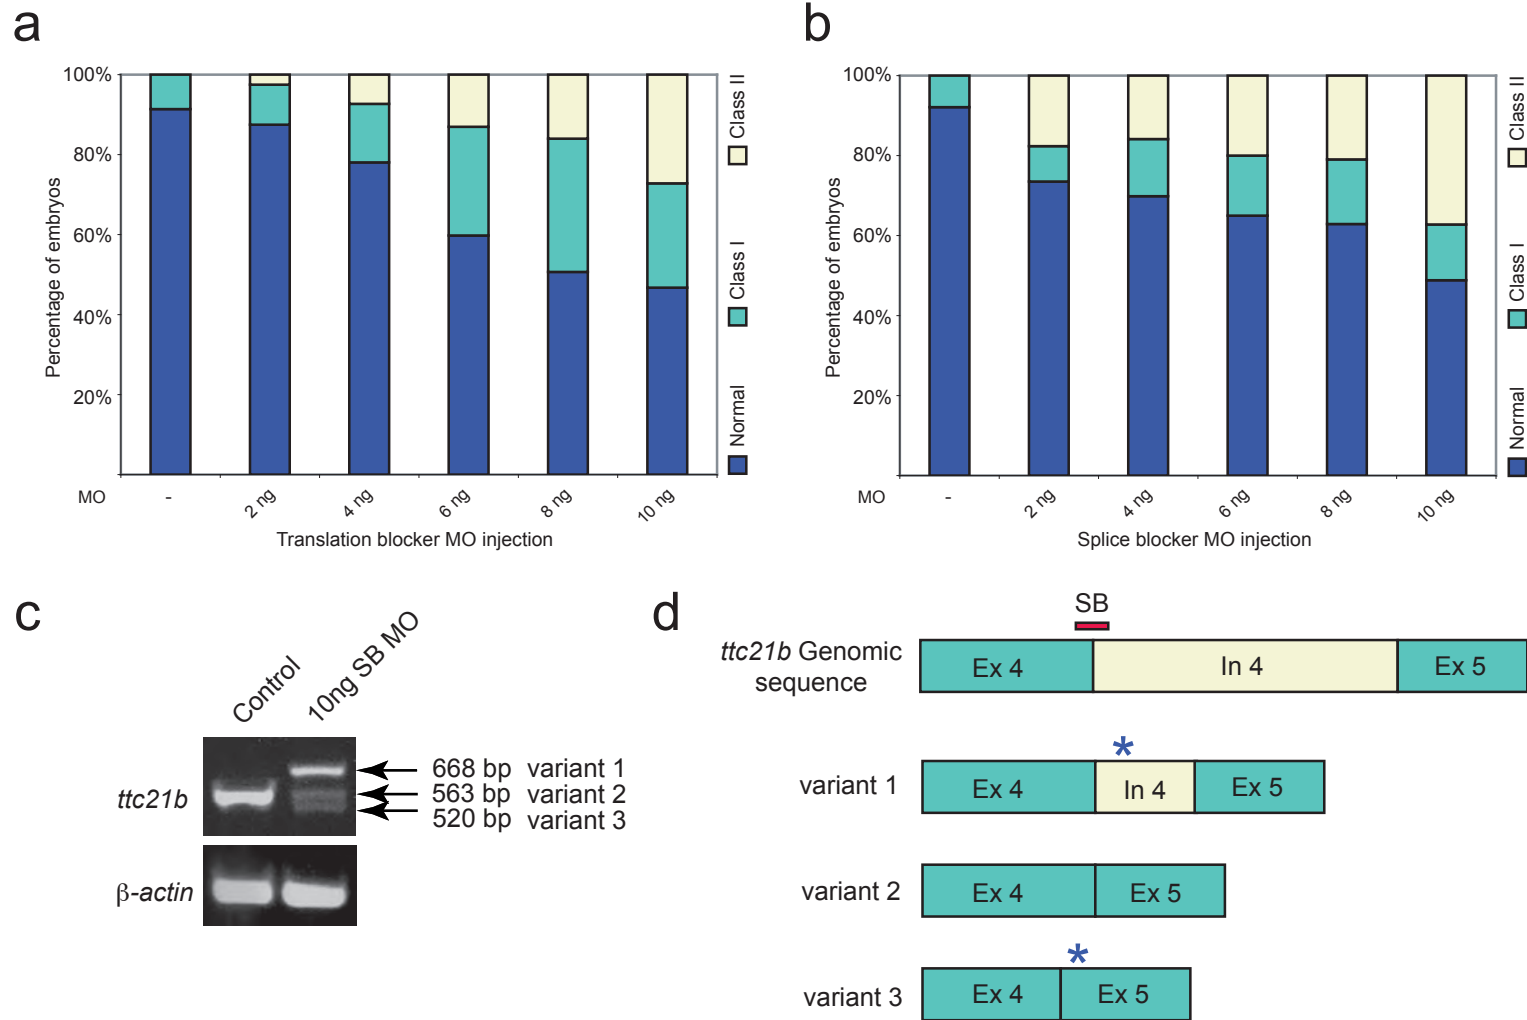 a
100%
80%
60%
40%
20%
Percentage of embryos
MO
-
2 ng
4 ng
6 ng
8 ng
10 ng
Translation blocker MO injection
Class II
Class I
Normal
b
100%
80%
60%
40%
20%
Percentage of embryos
MO
-
2 ng
4 ng
6 ng
8 ng
10 ng
Splice blocker MO injection
Class II
Class I
Normal
c
Control
10ng SB MO
ttc21b
668 bp variant 1
563 bp variant 2
520 bp variant 3
β-actin
d
SB
ttc21b Genomic
sequence
Ex 4 In 4 Ex 5
*
variant 1 Ex 4 In 4 Ex 5
variant 2 Ex 4 Ex 5
*
variant 3 Ex 4 Ex 5